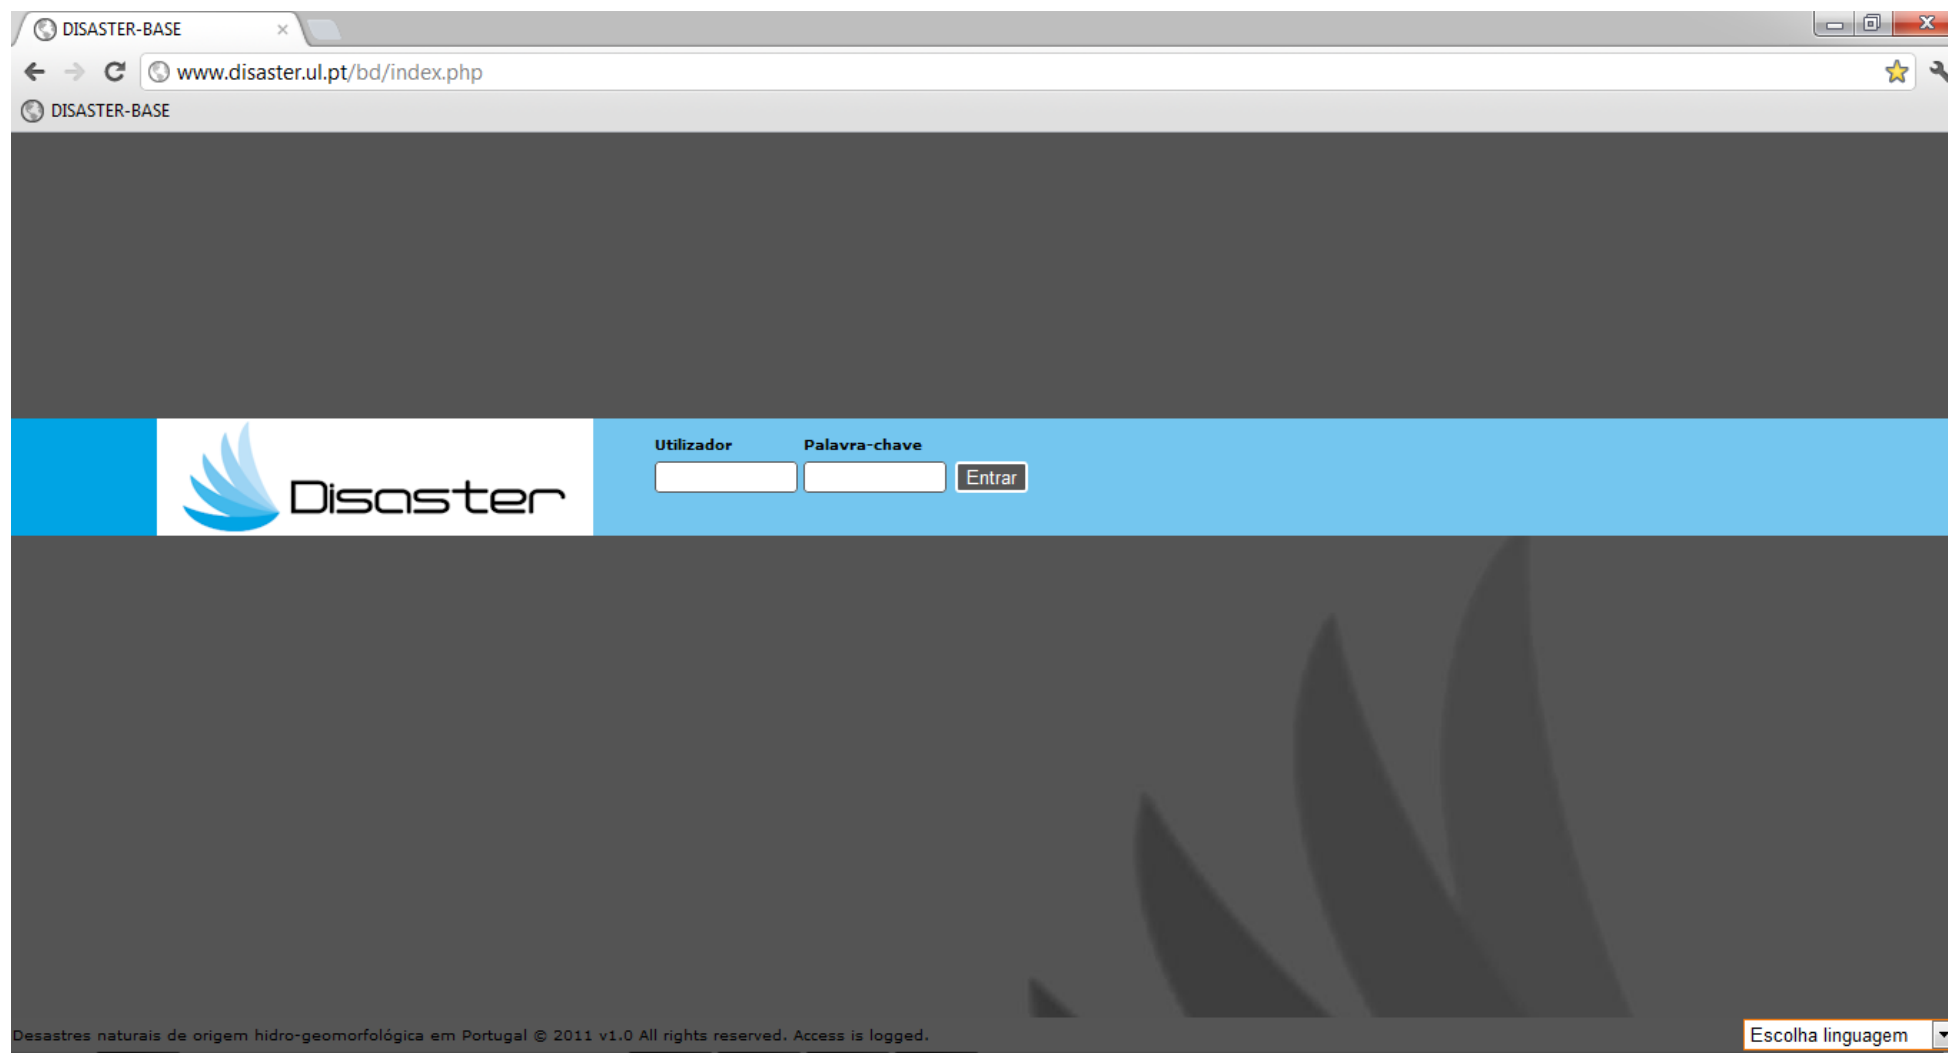 DISASTER-BASE
www.disaster.ul.pt/bd/index.php
DISASTER-BASE
Disaster
Utilizador Palavra-chave
Entrar
Desastres naturais de origem hidro-geomorfológica em Portugal © 2011 v1.0 All rights reserved. Access is logged.
Escolha linguagem